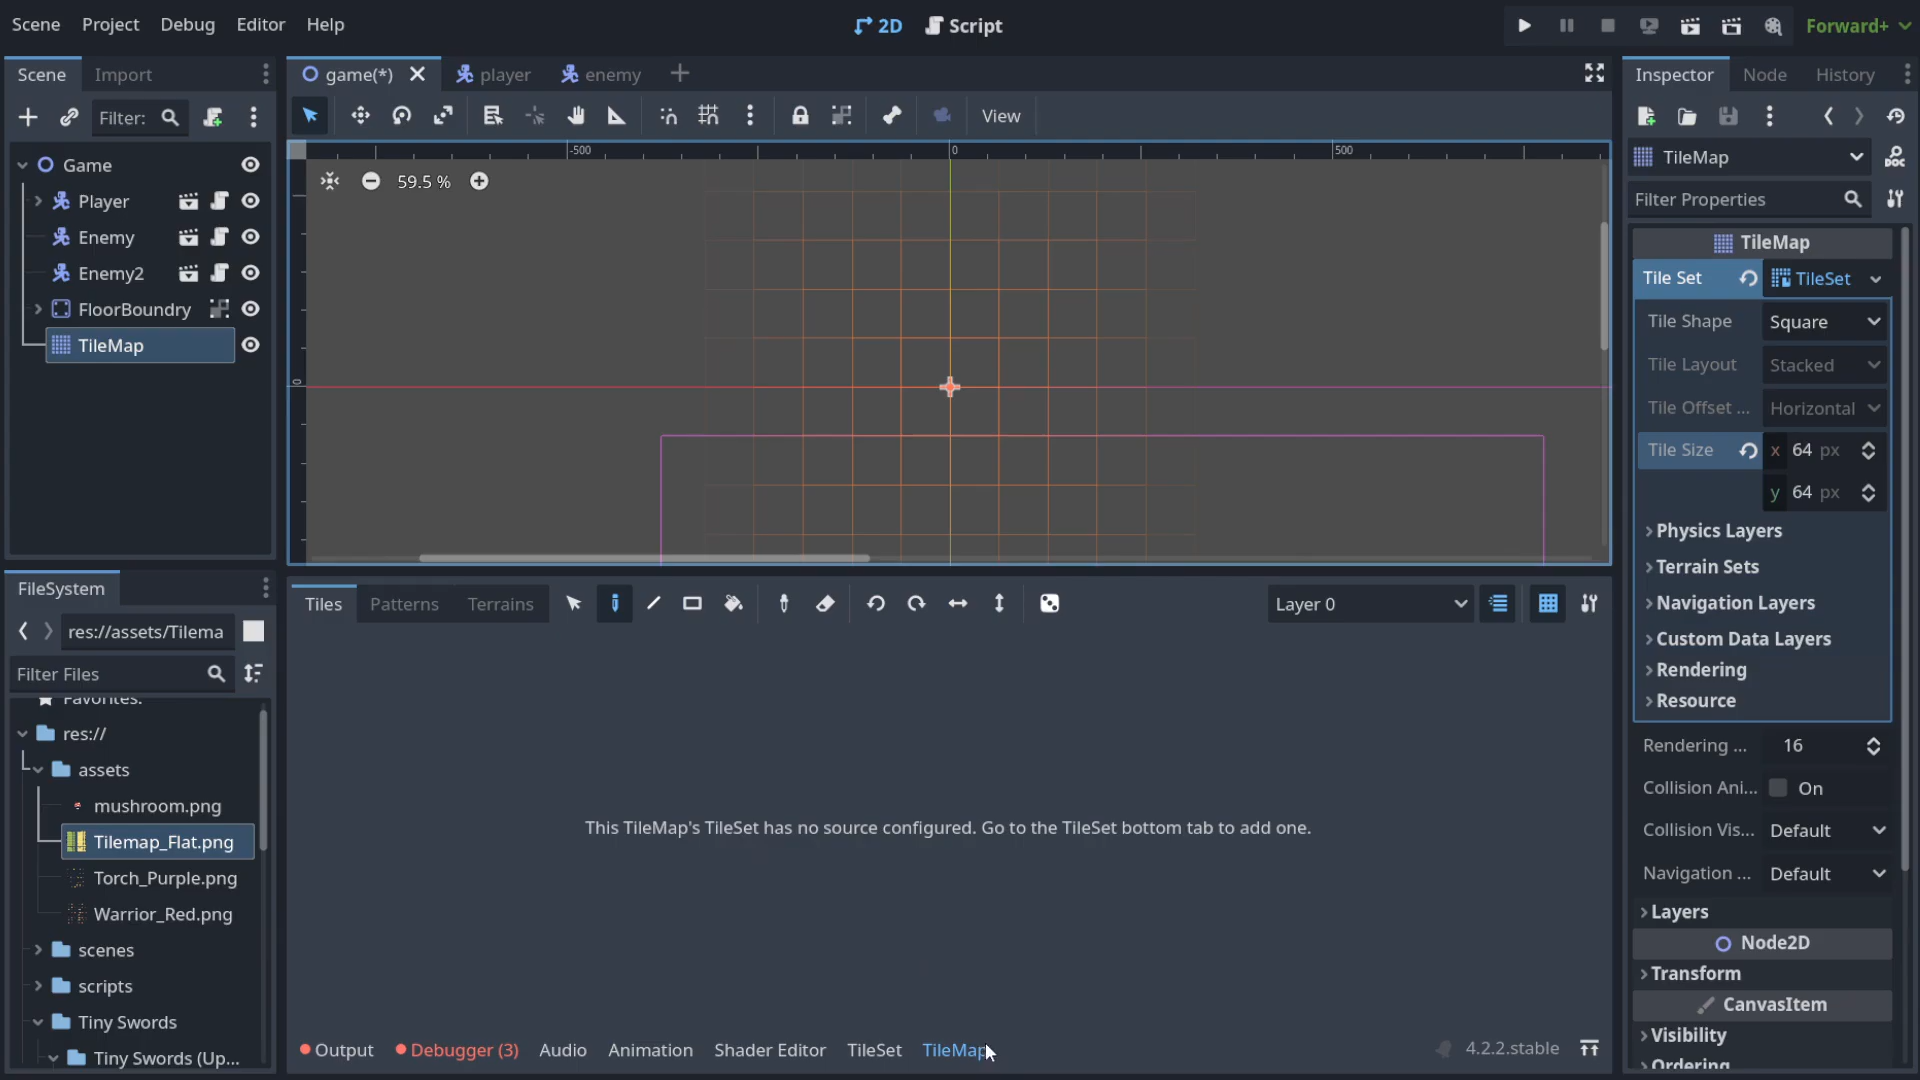 Scene Project Debug Editor Help
2D Script
Forward+
Scene Import
game(*) player enemy
Inspector Node History
Filter:
View
Game
Player
Enemy
Enemy2
FloorBoundry
TileMap
-500 0 500
59.5 %
0
TileMap
Filter Properties
TileMap
Tile Set TileSet
Tile Shape Square
Tile Layout Stacked
Tile Offset ... Horizontal
Tile Size x 64 px
y 64 px
Physics Layers
Terrain Sets
Navigation Layers
Custom Data Layers
Rendering
Resource
Rendering ... 16
Collision Ani... On
Collision Vis... Default
Navigation ... Default
Layers
Node2D
Transform
CanvasItem
Visibility
Ordering
FileSystem
res://assets/Tilema
Filter Files
Favorites:
res://
assets
mushroom.png
Tilemap_Flat.png
Torch_Purple.png
Warrior_Red.png
scenes
scripts
Tiny Swords
Tiny Swords (Up...
Tiles Patterns Terrains
Layer 0
This TileMap's TileSet has no source configured. Go to the TileSet bottom tab to add one.
Output Debugger (3) Audio Animation Shader Editor TileSet TileMap
4.2.2.stable